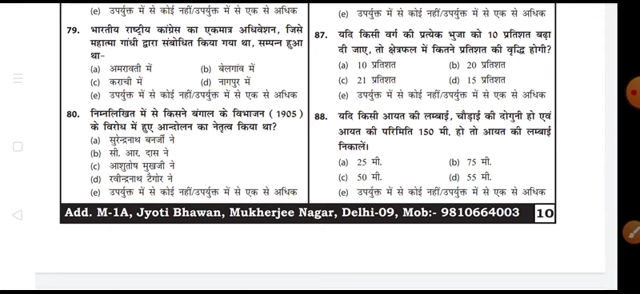 (e) उपर्युक्त में से कोई नहीं/उपर्युक्त में से एक से अधिक
79. भारतीय राष्ट्रीय कांग्रेस का एकमात्र अधिवेशन, जिसे
महात्मा गांधी द्वारा संबोधित किया गया था, सम्पन्न हुआ
था-
(a) अमरावती में (b) बेलगांव में
(c) कराची में (d) नागपुर में
(e) उपर्युक्त में से कोई नहीं/उपर्युक्त में से एक से अधिक
80. निम्नलिखित में से किसने बंगाल के विभाजन (1905)
के विरोध में हुए आन्दोलन का नेतृत्व किया था?
(a) सुरेन्द्रनाथ बनर्जी ने
(b) सी. आर. दास ने
(c) आशुतोष मुखर्जी ने
(d) रवीन्द्रनाथ टैगोर ने
(e) उपर्युक्त में से कोई नहीं/उपर्युक्त में से एक से अधिक
(e) उपर्युक्त में से कोई नहीं/उपर्युक्त में से एक से अधिक
87. यदि किसी वर्ग की प्रत्येक भुजा को 10 प्रतिशत बढ़ा
दी जाए, तो क्षेत्रफल में कितने प्रतिशत की वृद्धि होगी?
(a) 10 प्रतिशत (b) 20 प्रतिशत
(c) 21 प्रतिशत (d) 15 प्रतिशत
(e) उपर्युक्त में से कोई नहीं/उपर्युक्त में से एक से अधिक
88. यदि किसी आयत की लम्बाई, चौड़ाई की दोगुनी हो एवं
आयत की परिमिति 150 मी. हो तो आयत की लम्बाई
निकालें।
(a) 25 मी. (b) 75 मी.
(c) 50 मी. (d) 55 मी.
(e) उपर्युक्त में से कोई नहीं/उपर्युक्त में से एक से अधिक
Add. M-1A, Jyoti Bhawan, Mukherjee Nagar, Delhi-09, Mob:- 9810664003 10